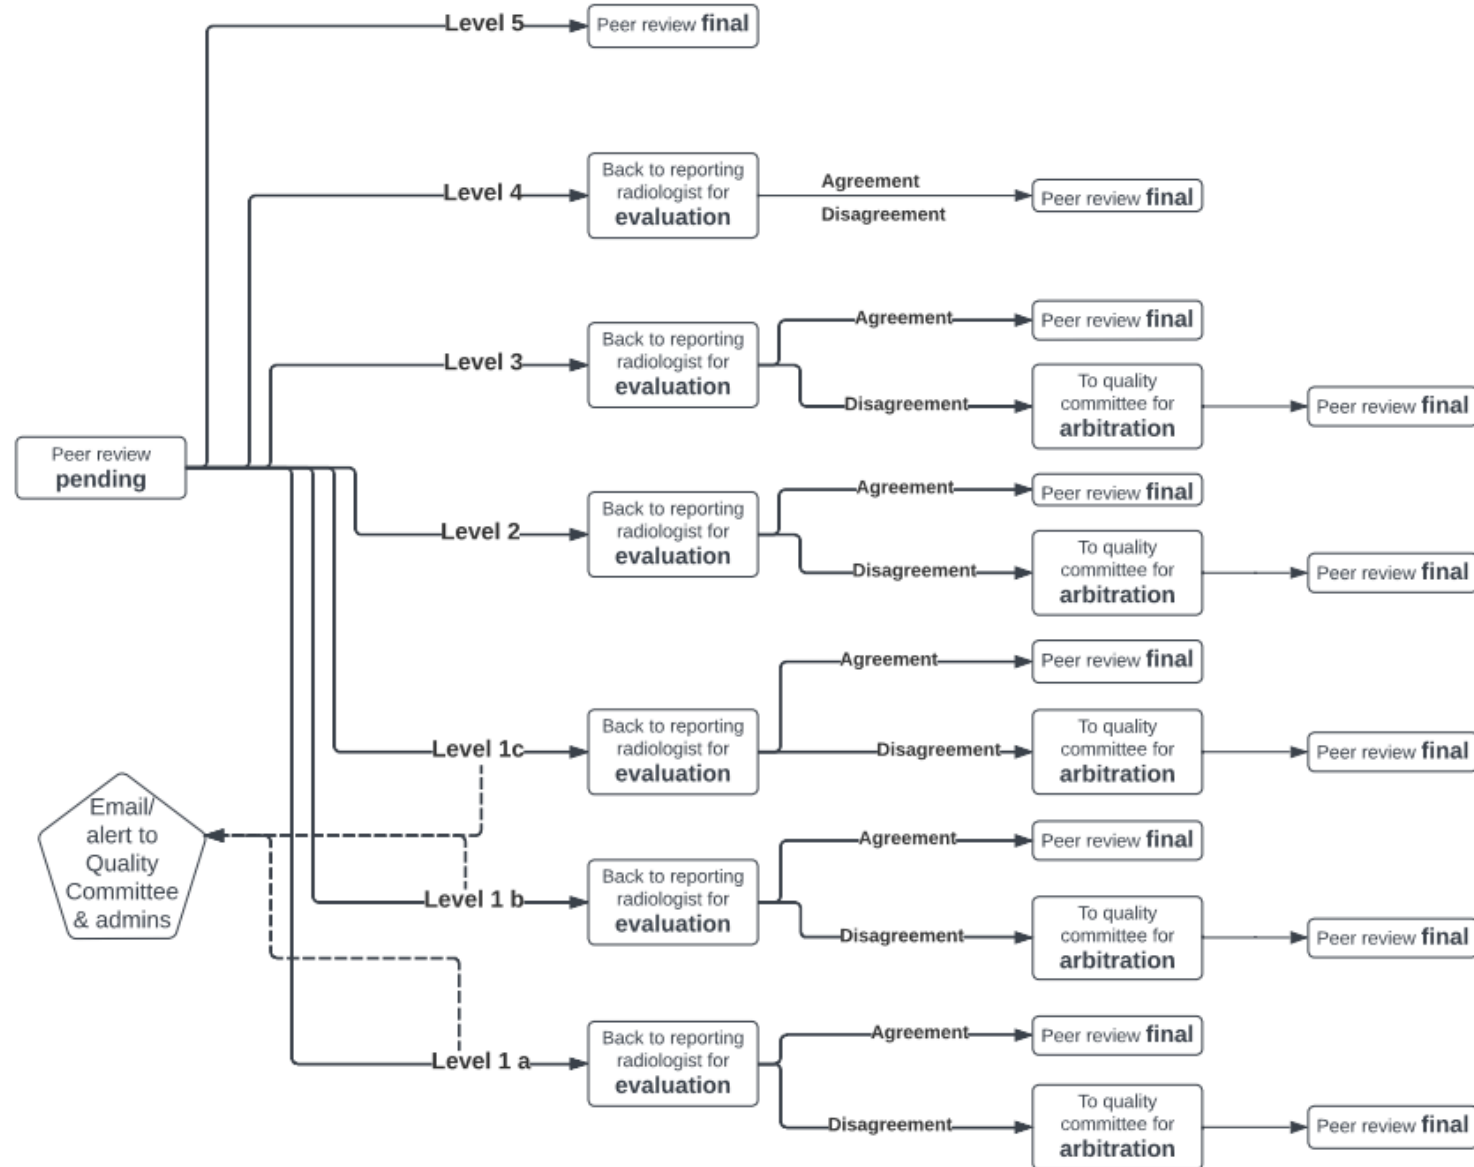 Level 5
Peer review final
Level 4
Back to reporting
radiologist for
evaluation
Agreement
Disagreement
Peer review final
Level 3
Back to reporting
radiologist for
evaluation
Agreement
Peer review final
Disagreement
To quality
committee for
arbitration
Peer review final
Peer review
pending
Level 2
Back to reporting
radiologist for
evaluation
Agreement
Peer review final
Disagreement
To quality
committee for
arbitration
Peer review final
Level 1c
Back to reporting
radiologist for
evaluation
Agreement
Peer review final
Disagreement
To quality
committee for
arbitration
Peer review final
Email/
alert to
Quality
Committee
& admins
Level 1 b
Back to reporting
radiologist for
evaluation
Agreement
Peer review final
Disagreement
To quality
committee for
arbitration
Peer review final
Level 1 a
Back to reporting
radiologist for
evaluation
Agreement
Peer review final
Disagreement
To quality
committee for
arbitration
Peer review final